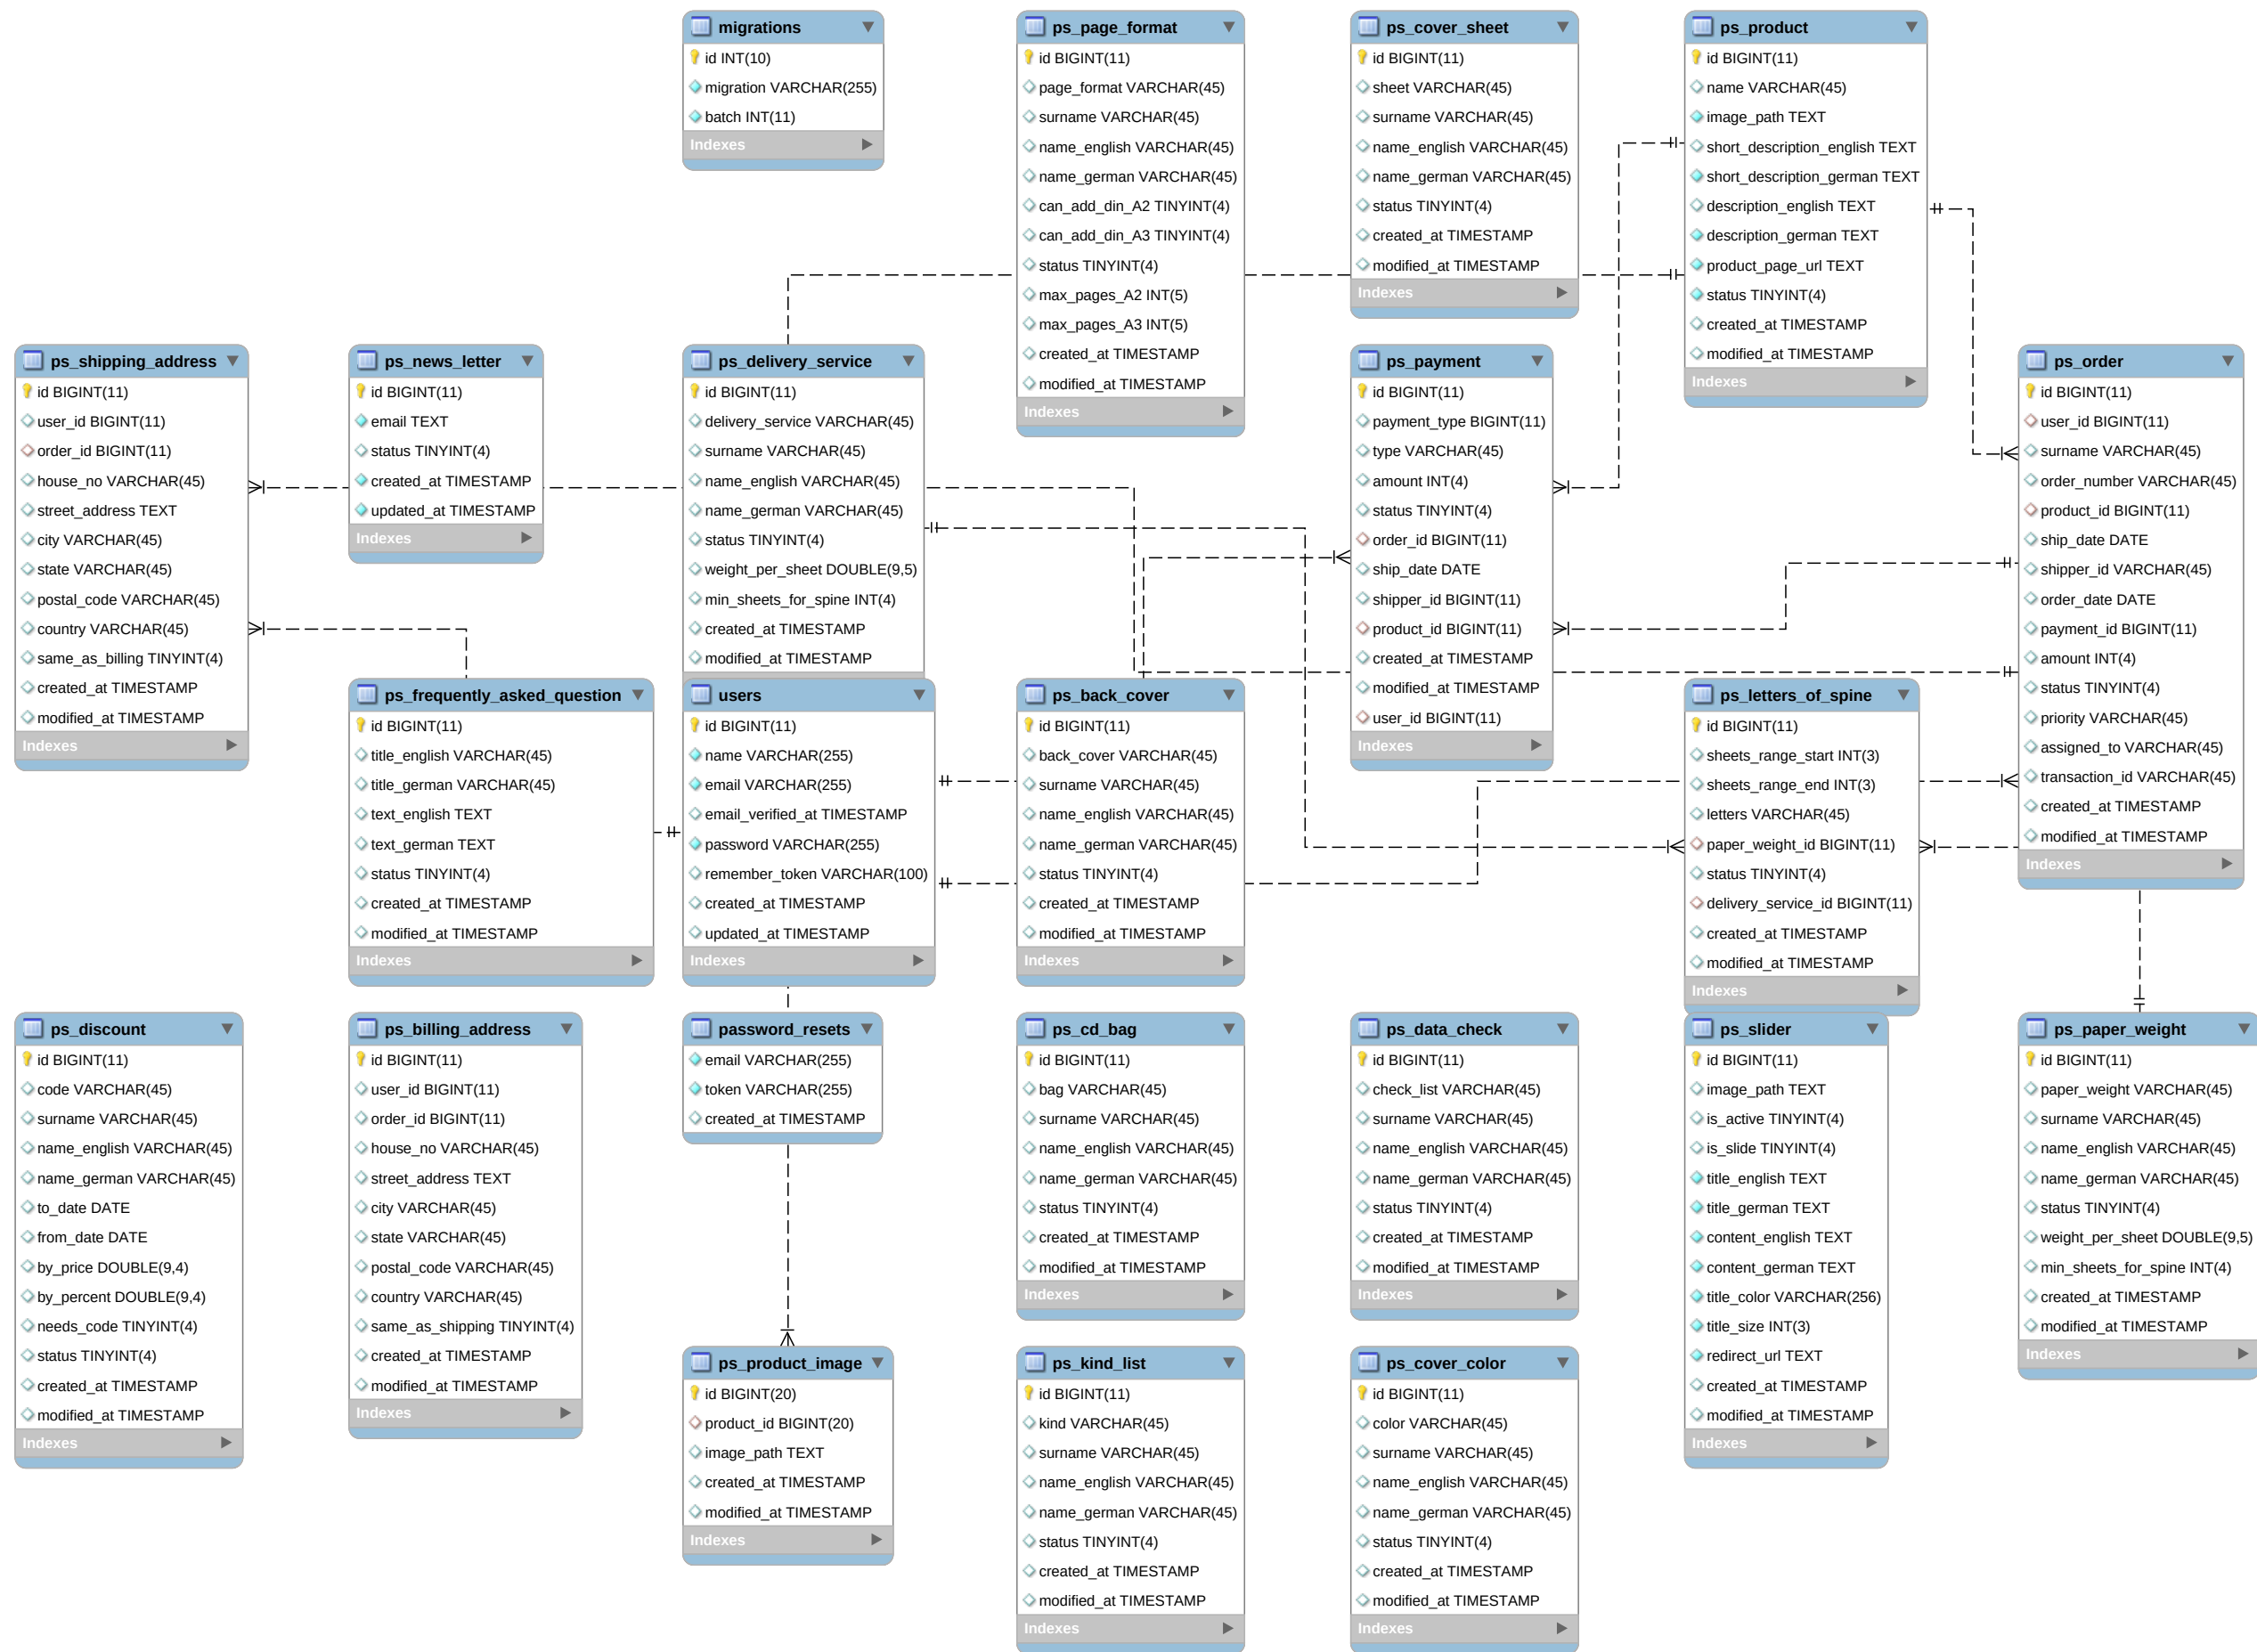 migrations
id INT(10)
migration VARCHAR(255)
batch INT(11)
Indexes
ps_page_format
id BIGINT(11)
page_format VARCHAR(45)
surname VARCHAR(45)
name_english VARCHAR(45)
name_german VARCHAR(45)
can_add_din_A2 TINYINT(4)
can_add_din_A3 TINYINT(4)
status TINYINT(4)
max_pages_A2 INT(5)
max_pages_A3 INT(5)
created_at TIMESTAMP
modified_at TIMESTAMP
Indexes
ps_cover_sheet
id BIGINT(11)
sheet VARCHAR(45)
surname VARCHAR(45)
name_english VARCHAR(45)
name_german VARCHAR(45)
status TINYINT(4)
created_at TIMESTAMP
modified_at TIMESTAMP
Indexes
ps_product
id BIGINT(11)
name VARCHAR(45)
image_path TEXT
short_description_english TEXT
short_description_german TEXT
description_english TEXT
description_german TEXT
product_page_url TEXT
status TINYINT(4)
created_at TIMESTAMP
modified_at TIMESTAMP
Indexes
ps_shipping_address
id BIGINT(11)
user_id BIGINT(11)
order_id BIGINT(11)
house_no VARCHAR(45)
street_address TEXT
city VARCHAR(45)
state VARCHAR(45)
postal_code VARCHAR(45)
country VARCHAR(45)
same_as_billing TINYINT(4)
created_at TIMESTAMP
modified_at TIMESTAMP
Indexes
ps_news_letter
id BIGINT(11)
email TEXT
status TINYINT(4)
created_at TIMESTAMP
updated_at TIMESTAMP
Indexes
ps_delivery_service
id BIGINT(11)
delivery_service VARCHAR(45)
surname VARCHAR(45)
name_english VARCHAR(45)
name_german VARCHAR(45)
status TINYINT(4)
weight_per_sheet DOUBLE(9,5)
min_sheets_for_spine INT(4)
created_at TIMESTAMP
modified_at TIMESTAMP
ps_payment
id BIGINT(11)
payment_type BIGINT(11)
type VARCHAR(45)
amount INT(4)
status TINYINT(4)
order_id BIGINT(11)
ship_date DATE
shipper_id BIGINT(11)
product_id BIGINT(11)
created_at TIMESTAMP
modified_at TIMESTAMP
user_id BIGINT(11)
Indexes
ps_order
id BIGINT(11)
user_id BIGINT(11)
surname VARCHAR(45)
order_number VARCHAR(45)
product_id BIGINT(11)
ship_date DATE
shipper_id VARCHAR(45)
order_date DATE
payment_id BIGINT(11)
amount INT(4)
status TINYINT(4)
priority VARCHAR(45)
assigned_to VARCHAR(45)
transaction_id VARCHAR(45)
created_at TIMESTAMP
modified_at TIMESTAMP
Indexes
ps_frequently_asked_question
id BIGINT(11)
title_english VARCHAR(45)
title_german VARCHAR(45)
text_english TEXT
text_german TEXT
status TINYINT(4)
created_at TIMESTAMP
modified_at TIMESTAMP
Indexes
users
id BIGINT(11)
name VARCHAR(255)
email VARCHAR(255)
email_verified_at TIMESTAMP
password VARCHAR(255)
remember_token VARCHAR(100)
created_at TIMESTAMP
updated_at TIMESTAMP
Indexes
ps_back_cover
id BIGINT(11)
back_cover VARCHAR(45)
surname VARCHAR(45)
name_english VARCHAR(45)
name_german VARCHAR(45)
status TINYINT(4)
created_at TIMESTAMP
modified_at TIMESTAMP
Indexes
ps_letters_of_spine
id BIGINT(11)
sheets_range_start INT(3)
sheets_range_end INT(3)
letters VARCHAR(45)
paper_weight_id BIGINT(11)
status TINYINT(4)
delivery_service_id BIGINT(11)
created_at TIMESTAMP
modified_at TIMESTAMP
Indexes
ps_discount
id BIGINT(11)
code VARCHAR(45)
surname VARCHAR(45)
name_english VARCHAR(45)
name_german VARCHAR(45)
to_date DATE
from_date DATE
by_price DOUBLE(9,4)
by_percent DOUBLE(9,4)
needs_code TINYINT(4)
status TINYINT(4)
created_at TIMESTAMP
modified_at TIMESTAMP
Indexes
ps_billing_address
id BIGINT(11)
user_id BIGINT(11)
order_id BIGINT(11)
house_no VARCHAR(45)
street_address TEXT
city VARCHAR(45)
state VARCHAR(45)
postal_code VARCHAR(45)
country VARCHAR(45)
same_as_shipping TINYINT(4)
created_at TIMESTAMP
modified_at TIMESTAMP
Indexes
password_resets
email VARCHAR(255)
token VARCHAR(255)
created_at TIMESTAMP
ps_cd_bag
id BIGINT(11)
bag VARCHAR(45)
surname VARCHAR(45)
name_english VARCHAR(45)
name_german VARCHAR(45)
status TINYINT(4)
created_at TIMESTAMP
modified_at TIMESTAMP
Indexes
ps_data_check
id BIGINT(11)
check_list VARCHAR(45)
surname VARCHAR(45)
name_english VARCHAR(45)
name_german VARCHAR(45)
status TINYINT(4)
created_at TIMESTAMP
modified_at TIMESTAMP
Indexes
ps_slider
id BIGINT(11)
image_path TEXT
is_active TINYINT(4)
is_slide TINYINT(4)
title_english TEXT
title_german TEXT
content_english TEXT
content_german TEXT
title_color VARCHAR(256)
title_size INT(3)
redirect_url TEXT
created_at TIMESTAMP
modified_at TIMESTAMP
Indexes
ps_paper_weight
id BIGINT(11)
paper_weight VARCHAR(45)
surname VARCHAR(45)
name_english VARCHAR(45)
name_german VARCHAR(45)
status TINYINT(4)
weight_per_sheet DOUBLE(9,5)
min_sheets_for_spine INT(4)
created_at TIMESTAMP
modified_at TIMESTAMP
Indexes
ps_product_image
id BIGINT(20)
product_id BIGINT(20)
image_path TEXT
created_at TIMESTAMP
modified_at TIMESTAMP
Indexes
ps_kind_list
id BIGINT(11)
kind VARCHAR(45)
surname VARCHAR(45)
name_english VARCHAR(45)
name_german VARCHAR(45)
status TINYINT(4)
created_at TIMESTAMP
modified_at TIMESTAMP
Indexes
ps_cover_color
id BIGINT(11)
color VARCHAR(45)
surname VARCHAR(45)
name_english VARCHAR(45)
name_german VARCHAR(45)
status TINYINT(4)
created_at TIMESTAMP
modified_at TIMESTAMP
Indexes